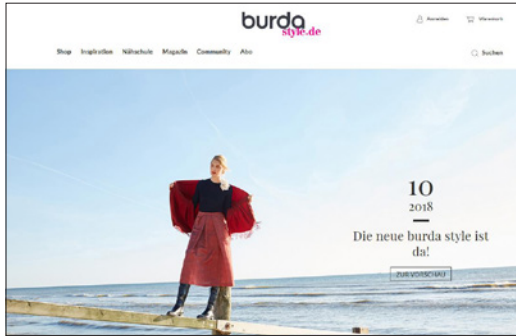 burda
style.de
Anmelden
Warenkorb
Shop Inspiration Nähschule Magazin Community Abo
Suchen
10
2018
Die neue burda style ist
da!
ZUR VORSCHAU